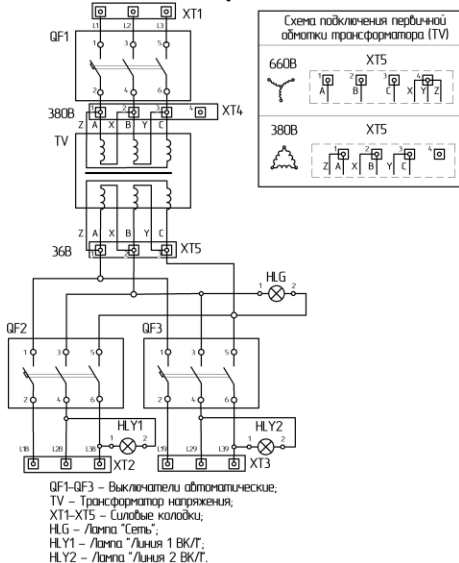 XT1
L1 L2 L3
QF1
1 3 5
2 4 6
380В 1 2 3 4 XT4
Z A X B Y C
TV
Z A X B Y C
36В 1 2 3 XT5
HLG
1 2
QF2 QF3
1 3 5 1 3 5
2 4 6 2 4 6
HLY1 HLY2
1 2 1 2
L18 L28 L38 L19 L29 L39
XT2 XT3
Схема подключения первичной
обмотки трансформатора (TV)
660В XT5
1 2 3 4
A B C X Y Z
380В XT5
1 2 3 4
Z A X B Y C
QF1-QF3 – Выключатели автоматические;
TV – Трансформатор напряжения;
XT1-XT5 – Силовые колодки;
HLG – Лампа "Сеть";
HLY1 – Лампа "Линия 1 ВКЛ";
HLY2 – Лампа "Линия 2 ВКЛ".